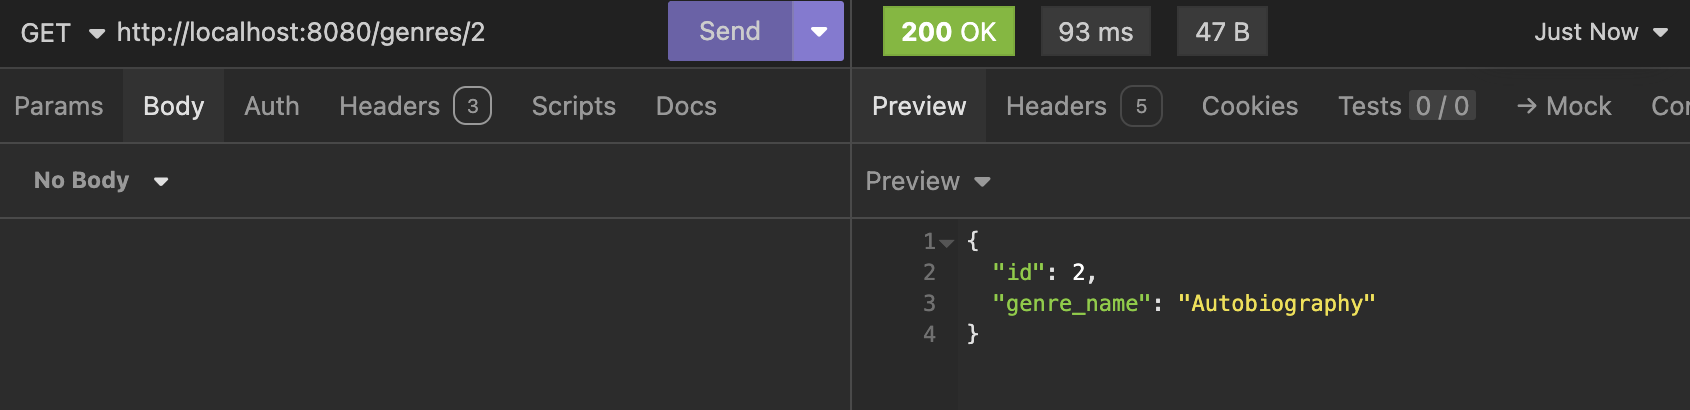 GET http://localhost:8080/genres/2 Send 200 OK 93 ms 47 B Just Now
Params Body Auth Headers 3 Scripts Docs Preview Headers 5 Cookies Tests 0 / 0 → Mock
No Body Preview
1 {
2 "id": 2,
3 "genre_name": "Autobiography"
4 }